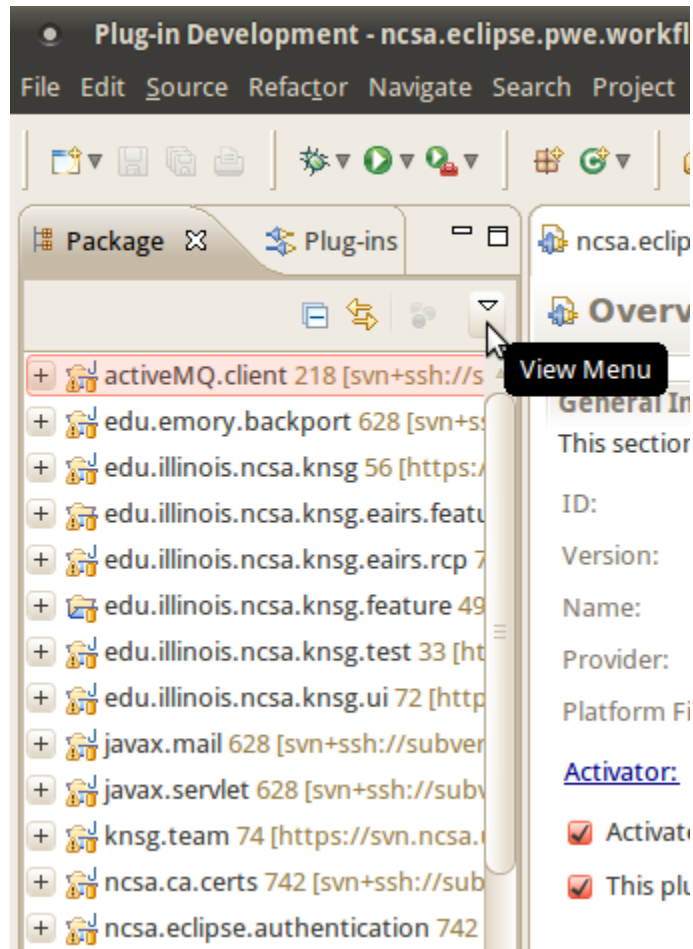 Plug-in Development - ncsa.eclipse.pwe.workfl
File Edit Source Refactor Navigate Search Project
Package Plug-ins
ncsa.eclip
Overv
View Menu
activeMQ.client 218 [svn+ssh://s
General In
edu.emory.backport 628 [svn+ss
This section
edu.illinois.ncsa.knsg 56 [https:/
edu.illinois.ncsa.knsg.eairs.featu
ID:
edu.illinois.ncsa.knsg.eairs.rcp 7
Version:
edu.illinois.ncsa.knsg.feature 49
Name:
edu.illinois.ncsa.knsg.test 33 [ht
Provider:
edu.illinois.ncsa.knsg.ui 72 [http
Platform Fi
javax.mail 628 [svn+ssh://subver
Activator:
javax.servlet 628 [svn+ssh://subv
knsg.team 74 [https://svn.ncsa.u
Activate
ncsa.ca.certs 742 [svn+ssh://sub
This plu
ncsa.eclipse.authentication 742